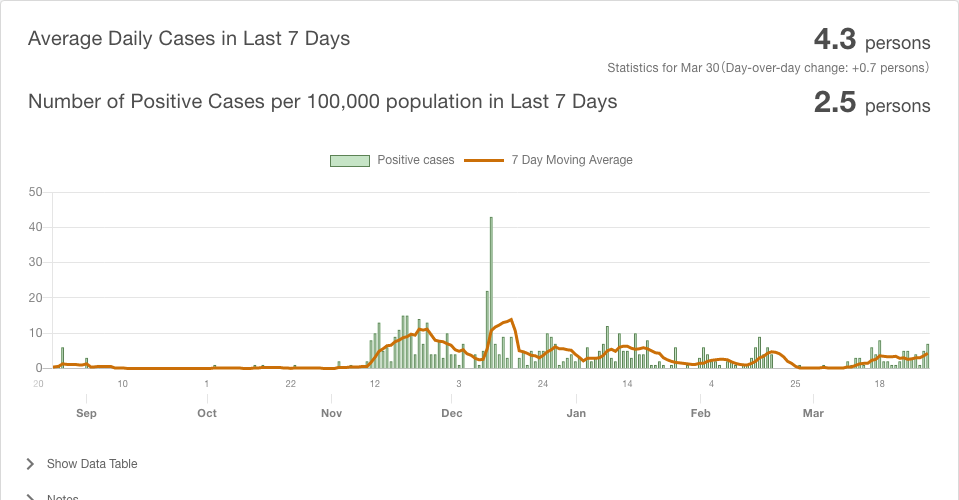 Average Daily Cases in Last 7 Days
4.3 persons
Statistics for Mar 30 (Day-over-day change: +0.7 persons)
Number of Positive Cases per 100,000 population in Last 7 Days
2.5 persons
Positive cases 7 Day Moving Average
50
40
30
20
10
0
20 10 1 22 12 3 24 14 4 25 18
Sep Oct Nov Dec Jan Feb Mar
Show Data Table
Notes